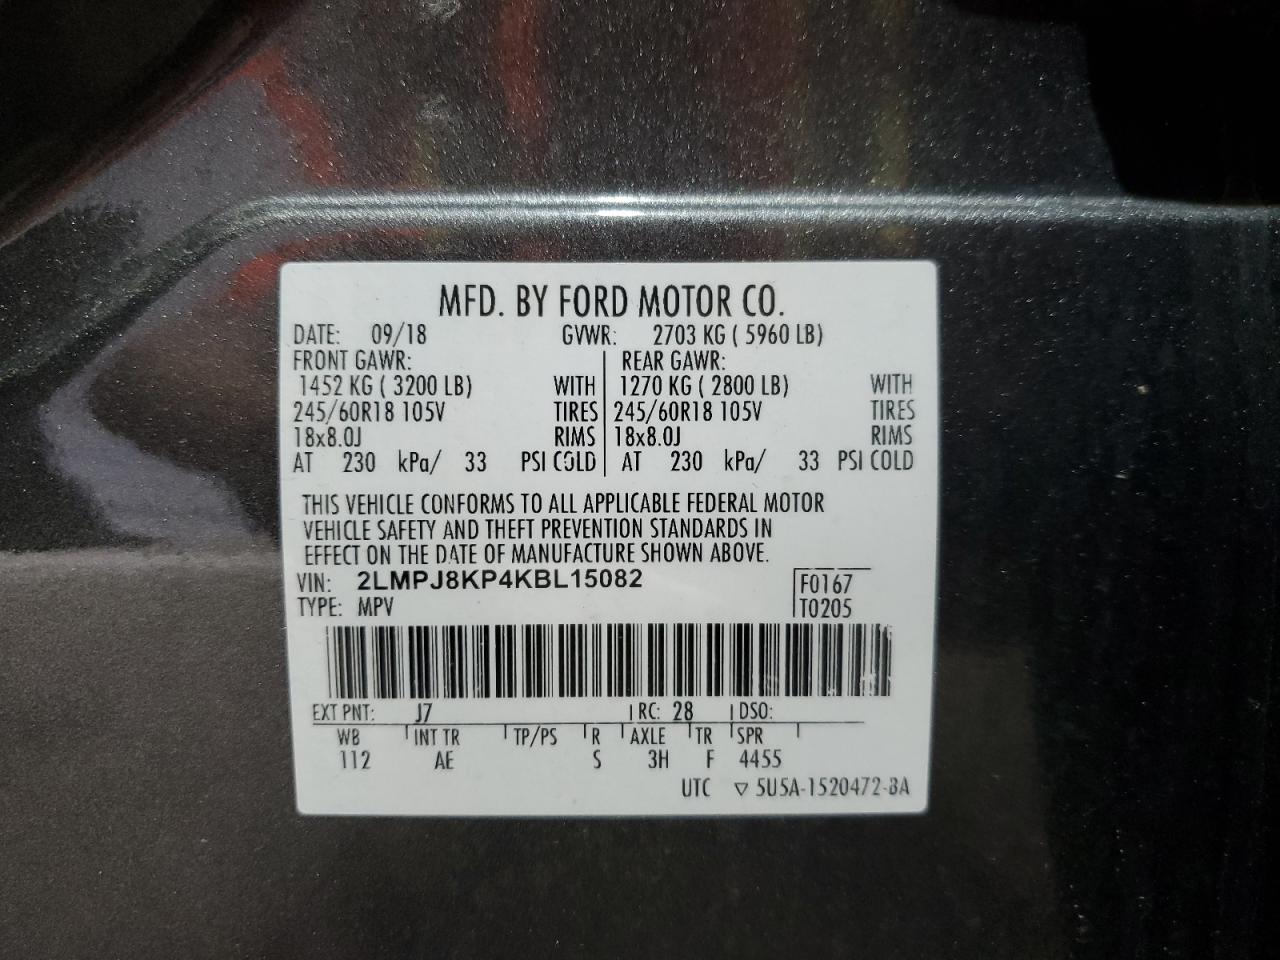 MFD. BY FORD MOTOR CO.
DATE: 09/18 GVWR: 2703 KG ( 5960 LB)
FRONT GAWR: REAR GAWR:
1452 KG ( 3200 LB) WITH 1270 KG ( 2800 LB) WITH
245/60R18 105V TIRES 245/60R18 105V TIRES
18x8.0J RIMS 18x8.0J RIMS
AT 230 kPa/ 33 PSI COLD AT 230 kPa/ 33 PSI COLD
THIS VEHICLE CONFORMS TO ALL APPLICABLE FEDERAL MOTOR
VEHICLE SAFETY AND THEFT PREVENTION STANDARDS IN
EFFECT ON THE DATE OF MANUFACTURE SHOWN ABOVE.
VIN: 2LMPJ8KP4KBL15082 F0167
TYPE: MPV T0205
EXT PNT: J7 RC: 28 DSO:
WB INT TR TP/PS R AXLE TR SPR
112 AE S 3H F 4455
UTC ▽ 5U5A-1520472-BA